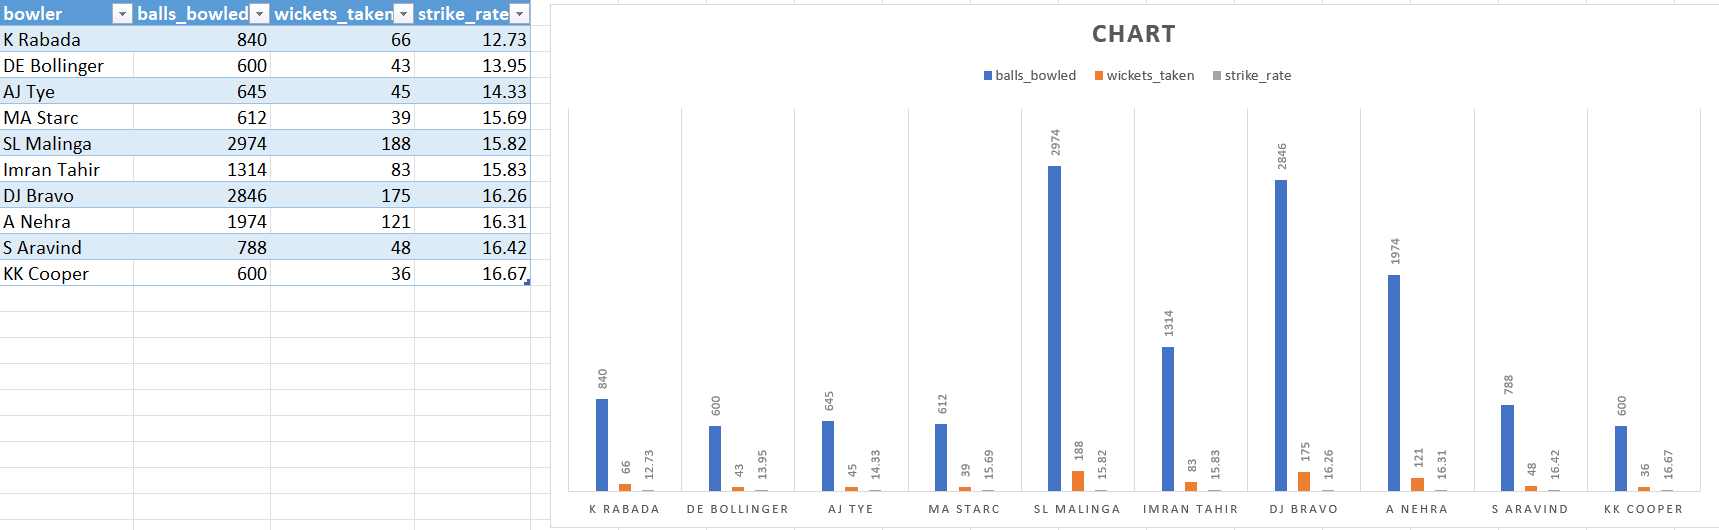 bowler balls_bowled wickets_taken strike_rate
K Rabada 840 66 12.73
DE Bollinger 600 43 13.95
AJ Tye 645 45 14.33
MA Starc 612 39 15.69
SL Malinga 2974 188 15.82
Imran Tahir 1314 83 15.83
DJ Bravo 2846 175 16.26
A Nehra 1974 121 16.31
S Aravind 788 48 16.42
KK Cooper 600 36 16.67
CHART
balls_bowled wickets_taken strike_rate
840 66 12.73
600 43 13.95
645 45 14.33
612 39 15.69
2974 188 15.82
1314 83 15.83
2846 175 16.26
1974 121 16.31
788 48 16.42
600 36 16.67
K RABADA DE BOLLINGER AJ TYE MA STARC SL MALINGA IMRAN TAHIR DJ BRAVO A NEHRA S ARAVIND KK COOPER